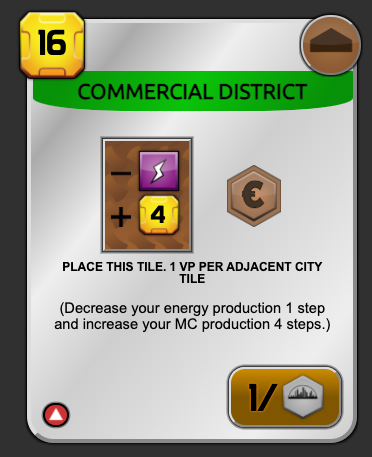 16
COMMERCIAL DISTRICT
−
+ 4
€
PLACE THIS TILE. 1 VP PER ADJACENT CITY
TILE
(Decrease your energy production 1 step
and increase your MC production 4 steps.)
1/